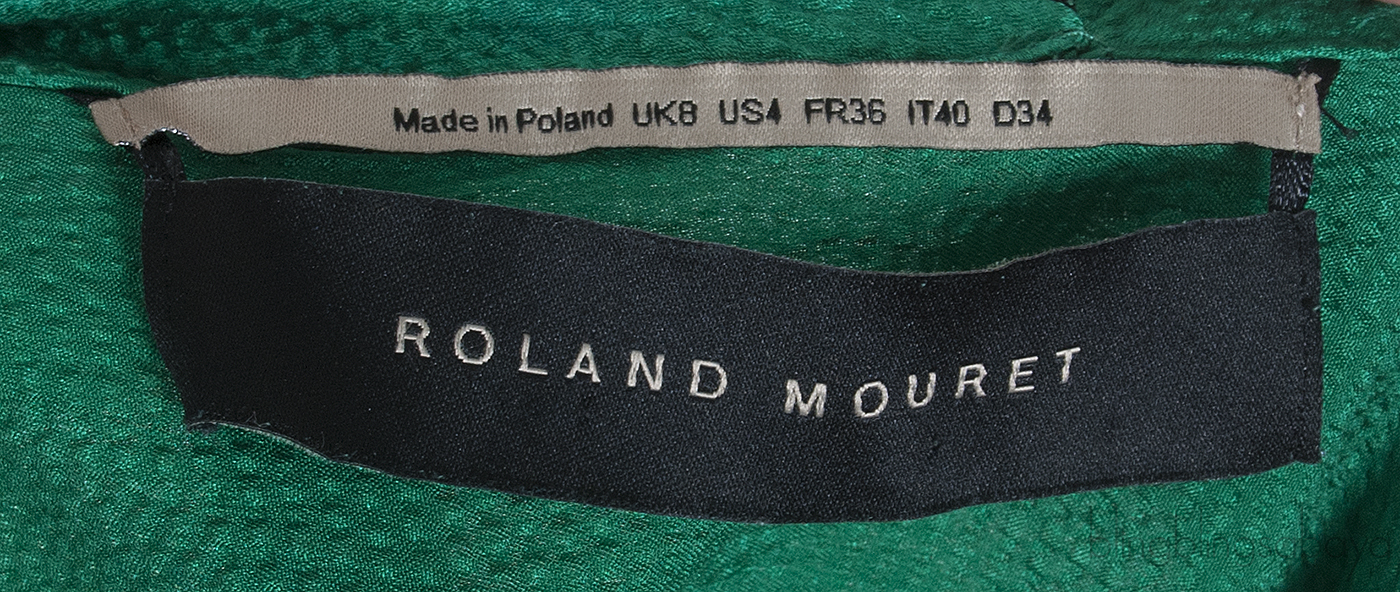 Made in Poland UK8 US4 FR36 IT40 D34
ROLAND MOURET